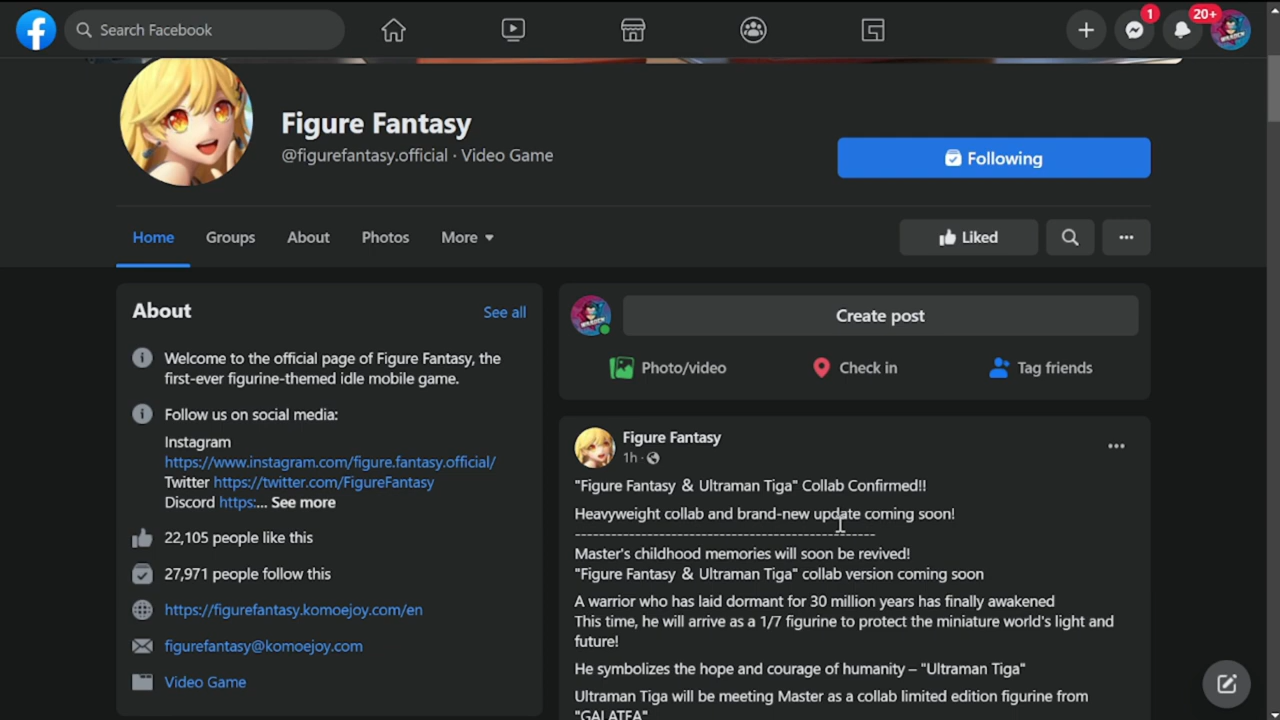 Search Facebook
1
20+
Figure Fantasy
@figurefantasy.official · Video Game
Following
Home
Groups
About
Photos
More
Liked
About
See all
Welcome to the official page of Figure Fantasy, the
first-ever figurine-themed idle mobile game.
Follow us on social media:
Instagram
https://www.instagram.com/figure.fantasy.official/
Twitter https://twitter.com/FigureFantasy
Discord https:... See more
22,105 people like this
27,971 people follow this
https://figurefantasy.komoejoy.com/en
figurefantasy@komoejoy.com
Video Game
Create post
Photo/video
Check in
Tag friends
Figure Fantasy
1h ·
"Figure Fantasy & Ultraman Tiga" Collab Confirmed!!
Heavyweight collab and brand-new update coming soon!
------------------------------------------------
Master's childhood memories will soon be revived!
"Figure Fantasy & Ultraman Tiga" collab version coming soon
A warrior who has laid dormant for 30 million years has finally awakened
This time, he will arrive as a 1/7 figurine to protect the miniature world's light and
future!
He symbolizes the hope and courage of humanity – "Ultraman Tiga"
Ultraman Tiga will be meeting Master as a collab limited edition figurine from
"GALATEA"